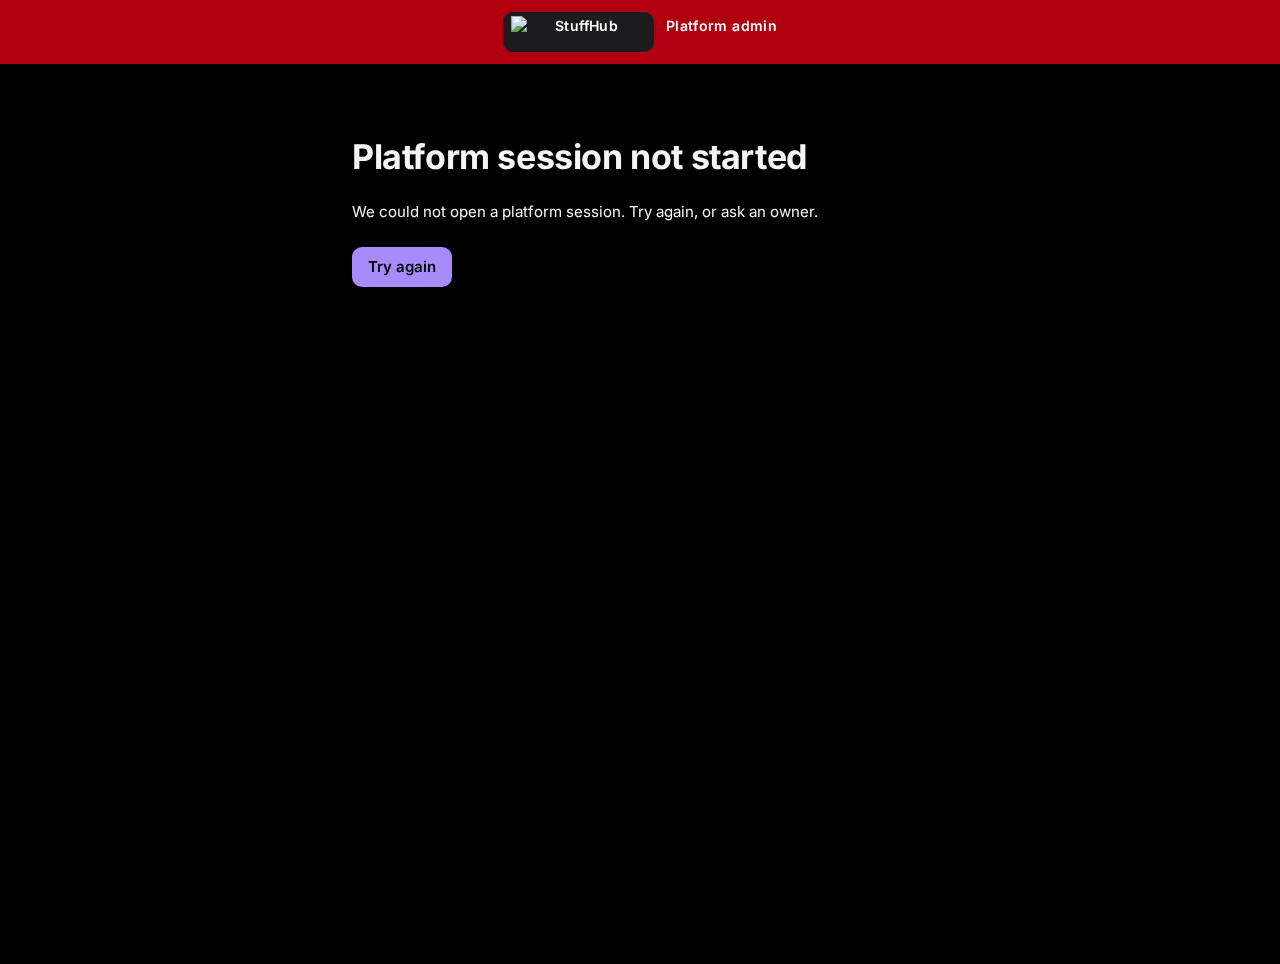 StuffHub Platform admin
Platform session not started
We could not open a platform session. Try again, or ask an owner.
Try again